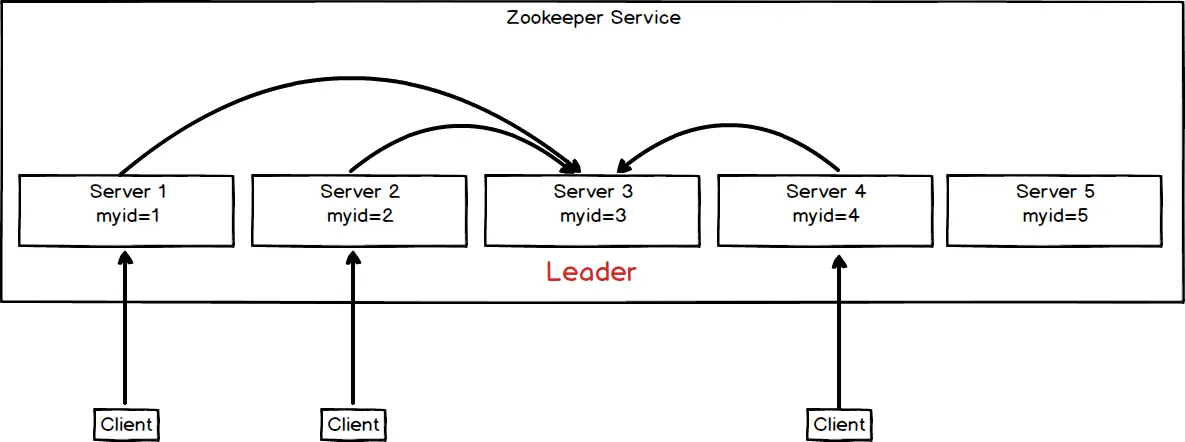 Zookeeper Service
Server 1
myid=1
Server 2
myid=2
Server 3
myid=3
Server 4
myid=4
Server 5
myid=5
Leader
Client
Client
Client